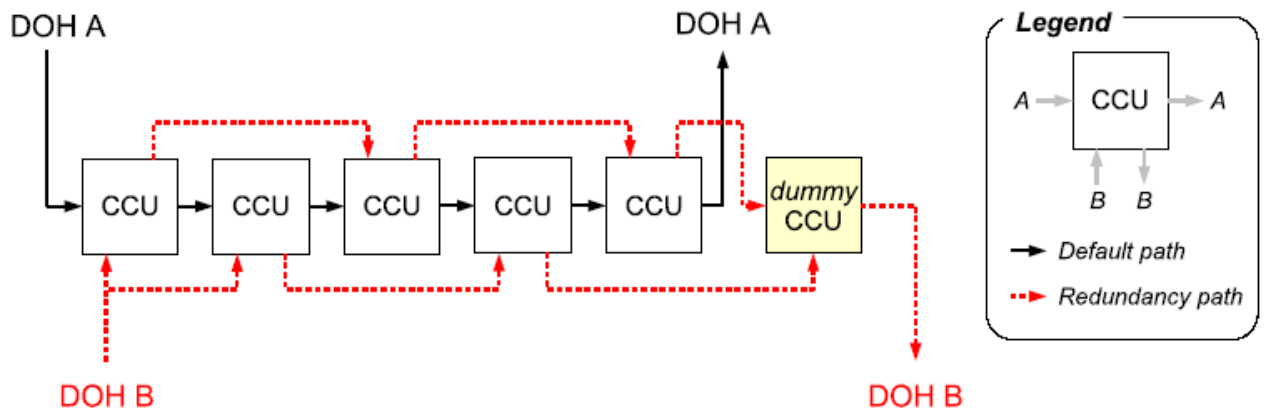 DOH A
DOH A
CCU
CCU
CCU
CCU
CCU
dummy
CCU
DOH B
DOH B
Legend
A
CCU
A
B
B
Default path
Redundancy path